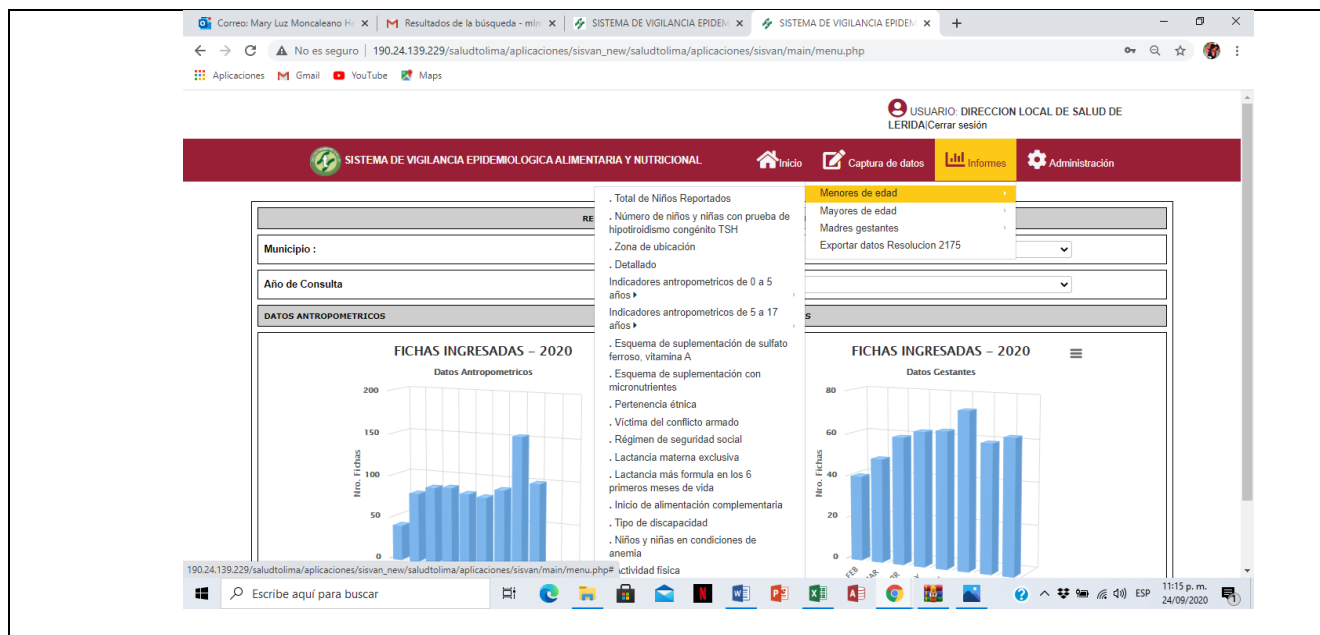 Correo: Mary Luz Moncaleano He
Resultados de la búsqueda - mlm
SISTEMA DE VIGILANCIA EPIDEM
SISTEMA DE VIGILANCIA EPIDEM
No es seguro | 190.24.139.229/saludtolima/aplicaciones/sisvan_new/saludtolima/aplicaciones/sisvan/main/menu.php
Aplicaciones Gmail YouTube Maps
USUARIO: DIRECCION LOCAL DE SALUD DE
LERIDA|Cerrar sesión
SISTEMA DE VIGILANCIA EPIDEMIOLOGICA ALIMENTARIA Y NUTRICIONAL Inicio Captura de datos Informes Administración
Menores de edad
Mayores de edad
Madres gestantes
Exportar datos Resolucion 2175
. Total de Niños Reportados
. Número de niños y niñas con prueba de
hipotiroidismo congénito TSH
. Zona de ubicación
. Detallado
Indicadores antropometricos de 0 a 5
años
Indicadores antropometricos de 5 a 17
años
. Esquema de suplementación de sulfato
ferroso, vitamina A
. Esquema de suplementación con
micronutrientes
. Pertenencia étnica
. Víctima del conflicto armado
. Régimen de seguridad social
. Lactancia materna exclusiva
. Lactancia más formula en los 6
primeros meses de vida
. Inicio de alimentación complementaria
. Tipo de discapacidad
. Niños y niñas en condiciones de
anemia
ctividad física
RE
Municipio :
Año de Consulta
DATOS ANTROPOMETRICOS
S
FICHAS INGRESADAS - 2020
Datos Antropometricos
Nro. Fichas
200
150
100
50
0
FICHAS INGRESADAS - 2020
Datos Gestantes
Nro. Fichas
80
60
40
20
0
FEB
190.24.139.229/saludtolima/aplicaciones/sisvan_new/saludtolima/aplicaciones/sisvan/main/menu.php#
Escribe aquí para buscar
ESP
11:15 p. m.
24/09/2020